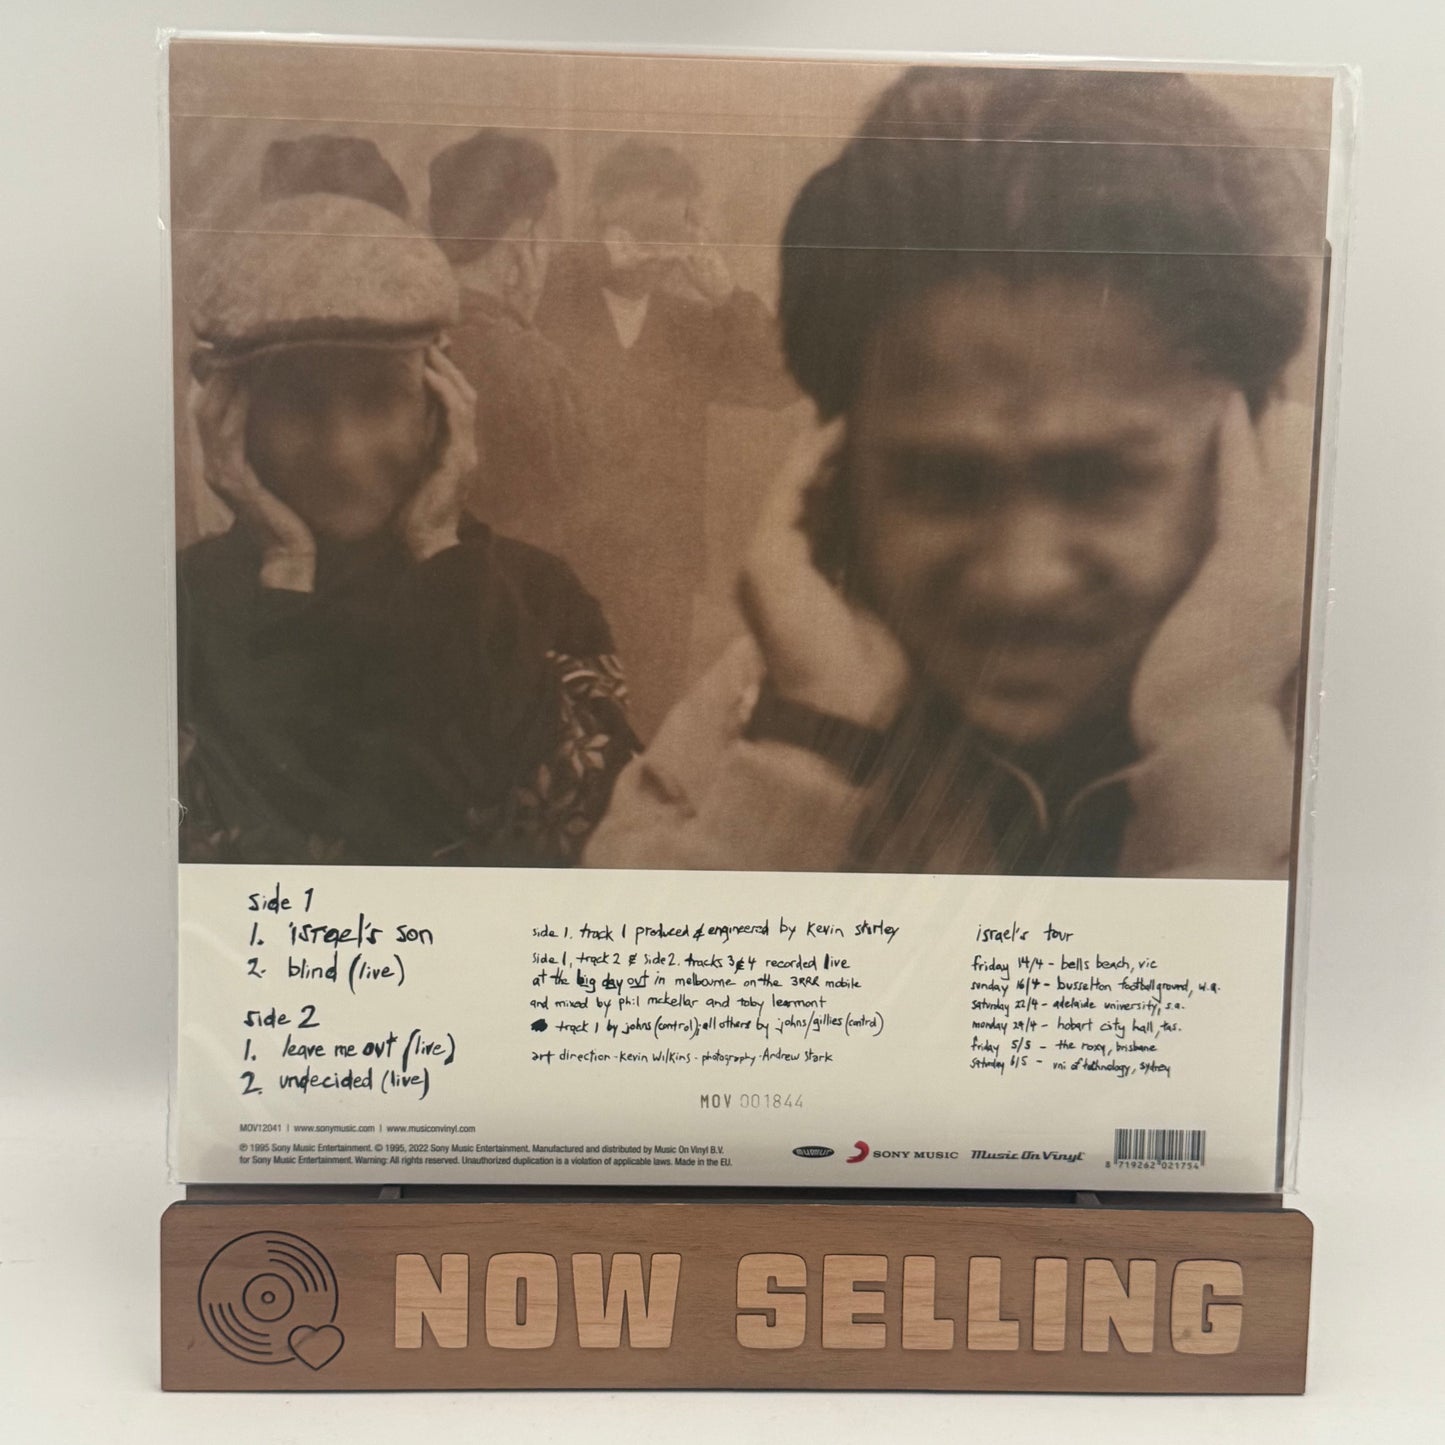 side 1
1. israel's son
2. blind (live)
side 2
1. leave me out (live)
2. undecided (live)
side 1. track 1 produced & engineered by kevin shirley
side 1, track 2 & side 2. tracks 3 & 4 recorded live
at the big day out in melbourne on the 3RRR mobile
and mixed by phil mckellar and toby learmont
track 1 by johns (control); all others by johns/gillies (control)
art direction - kevin wilkins - photography - Andrew stark
israel's tour
friday 14/4 - bells beach, vic
sunday 16/4 - busselton football ground, w.a.
saturday 22/4 - adelaide university, s.a.
monday 24/4 - hobart city hall, tas.
friday 5/5 - the roxy, brisbane
saturday 6/5 - uni of technology, sydney
MOV 001844
MOV12041 | www.sonymusic.com | www.musiconvinyl.com
℗ 1995 Sony Music Entertainment. © 1995, 2022 Sony Music Entertainment. Manufactured and distributed by Music On Vinyl B.V.
for Sony Music Entertainment. Warning: All rights reserved. Unauthorized duplication is a violation of applicable laws. Made in the EU.
murmur
SONY MUSIC
Music On Vinyl
8 719262 021754
NOW SELLING